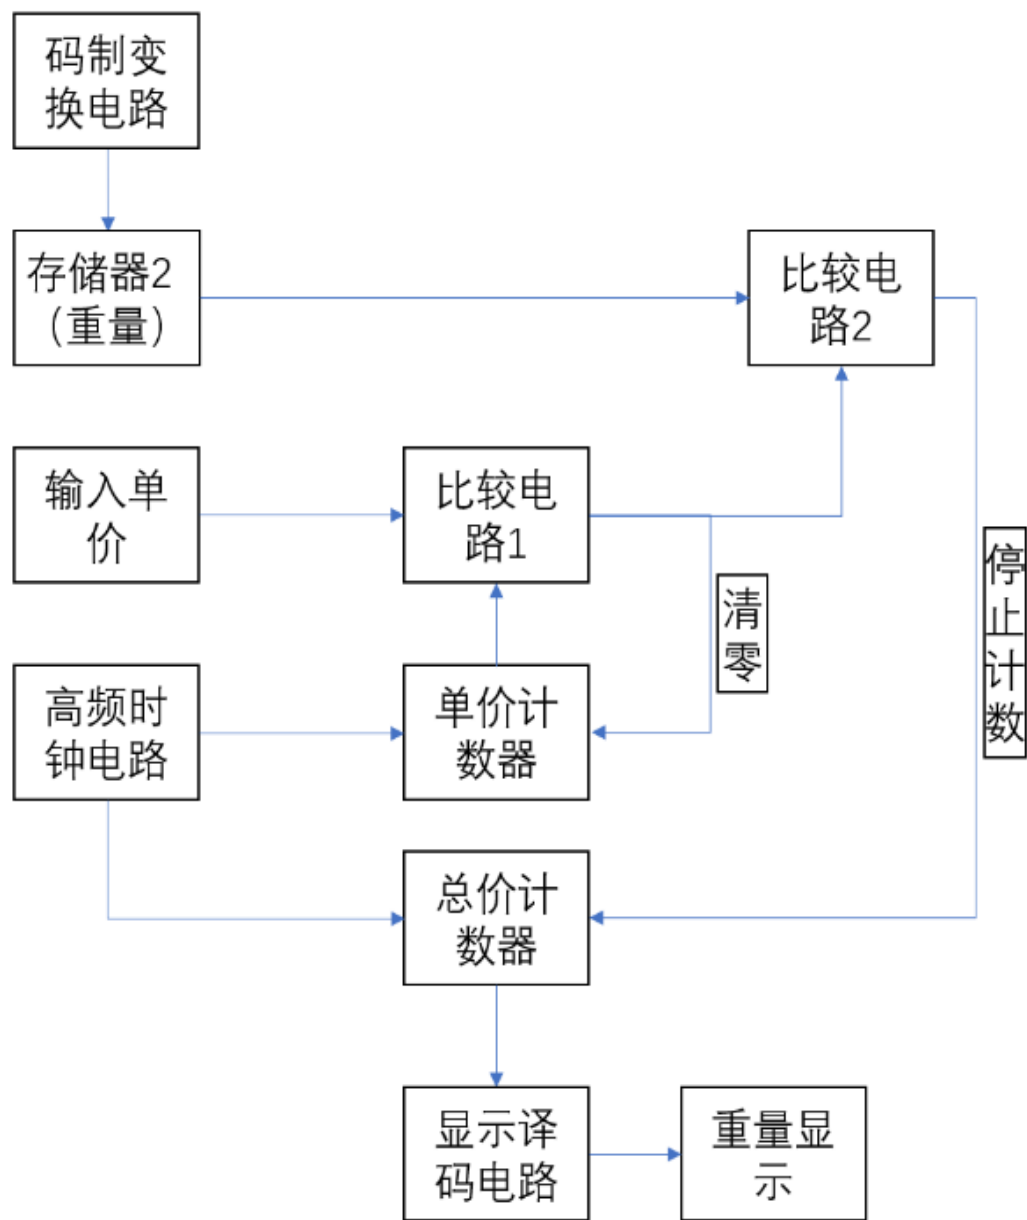 码制变
换电路
存储器2
（重量）
比较电
路2
输入单
价
比较电
路1
清
零
停
止
计
数
高频时
钟电路
单价计
数器
总价计
数器
显示译
码电路
重量显
示